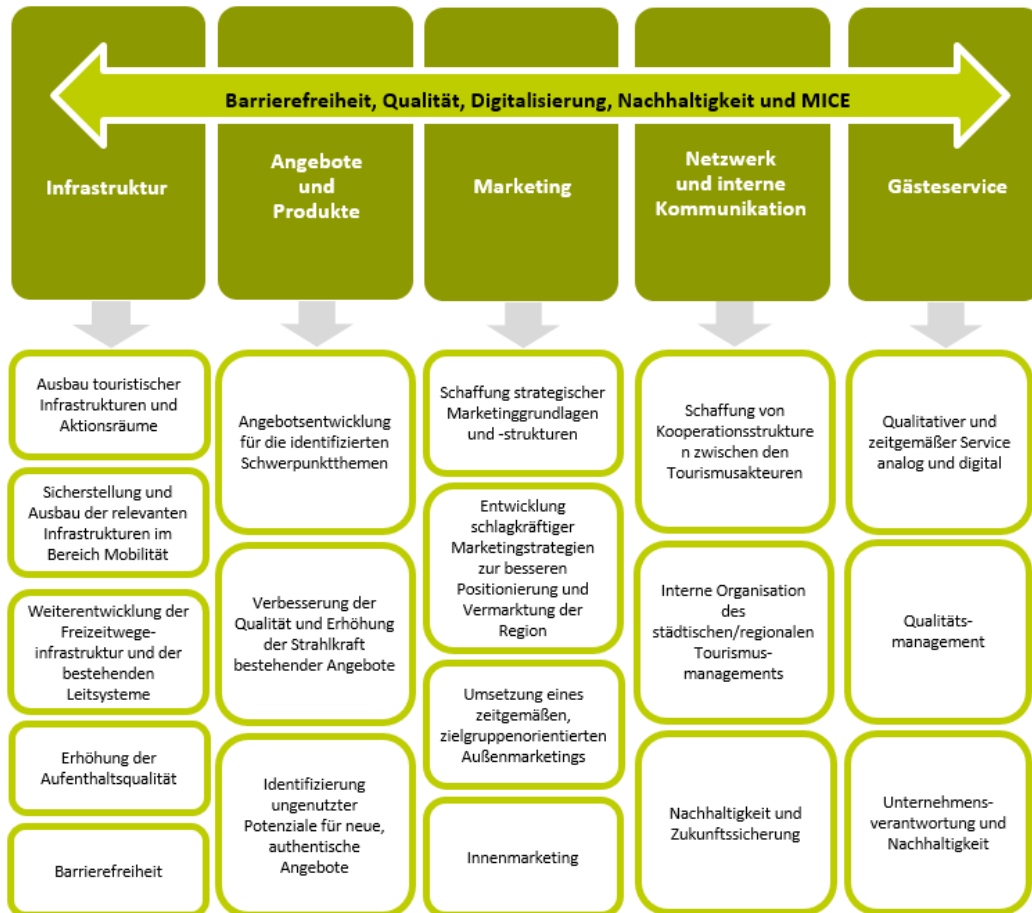 Barrierefreiheit, Qualität, Digitalisierung, Nachhaltigkeit und MICE
Infrastruktur
Angebote
und
Produkte
Marketing
Netzwerk
und interne
Kommunikation
Gästeservice
Ausbau touristischer
Infrastrukturen und
Aktionsräume
Sicherstellung und
Ausbau der relevanten
Infrastrukturen im
Bereich Mobilität
Weiterentwicklung der
Freizeitwege-
infrastruktur und der
bestehenden
Leitsysteme
Erhöhung der
Aufenthaltsqualität
Barrierefreiheit
Angebotsentwicklung
für die identifizierten
Schwerpunktthemen
Verbesserung der
Qualität und Erhöhung
der Strahlkraft
bestehender Angebote
Identifizierung
ungenutzter
Potenziale für neue,
authentische
Angebote
Schaffung strategischer
Marketinggrundlagen
und -strukturen
Entwicklung
schlagkräftiger
Marketingstrategien
zur besseren
Positionierung und
Vermarktung der
Region
Umsetzung eines
zeitgemäßen,
zielgruppenorientierten
Außenmarketings
Innenmarketing
Schaffung von
Kooperationsstrukture
n zwischen den
Tourismusakteuren
Interne Organisation
des
städtischen/regionalen
Tourismus-
managements
Nachhaltigkeit und
Zukunftssicherung
Qualitativer und
zeitgemäßer Service
analog und digital
Qualitäts-
management
Unternehmens-
verantwortung und
Nachhaltigkeit